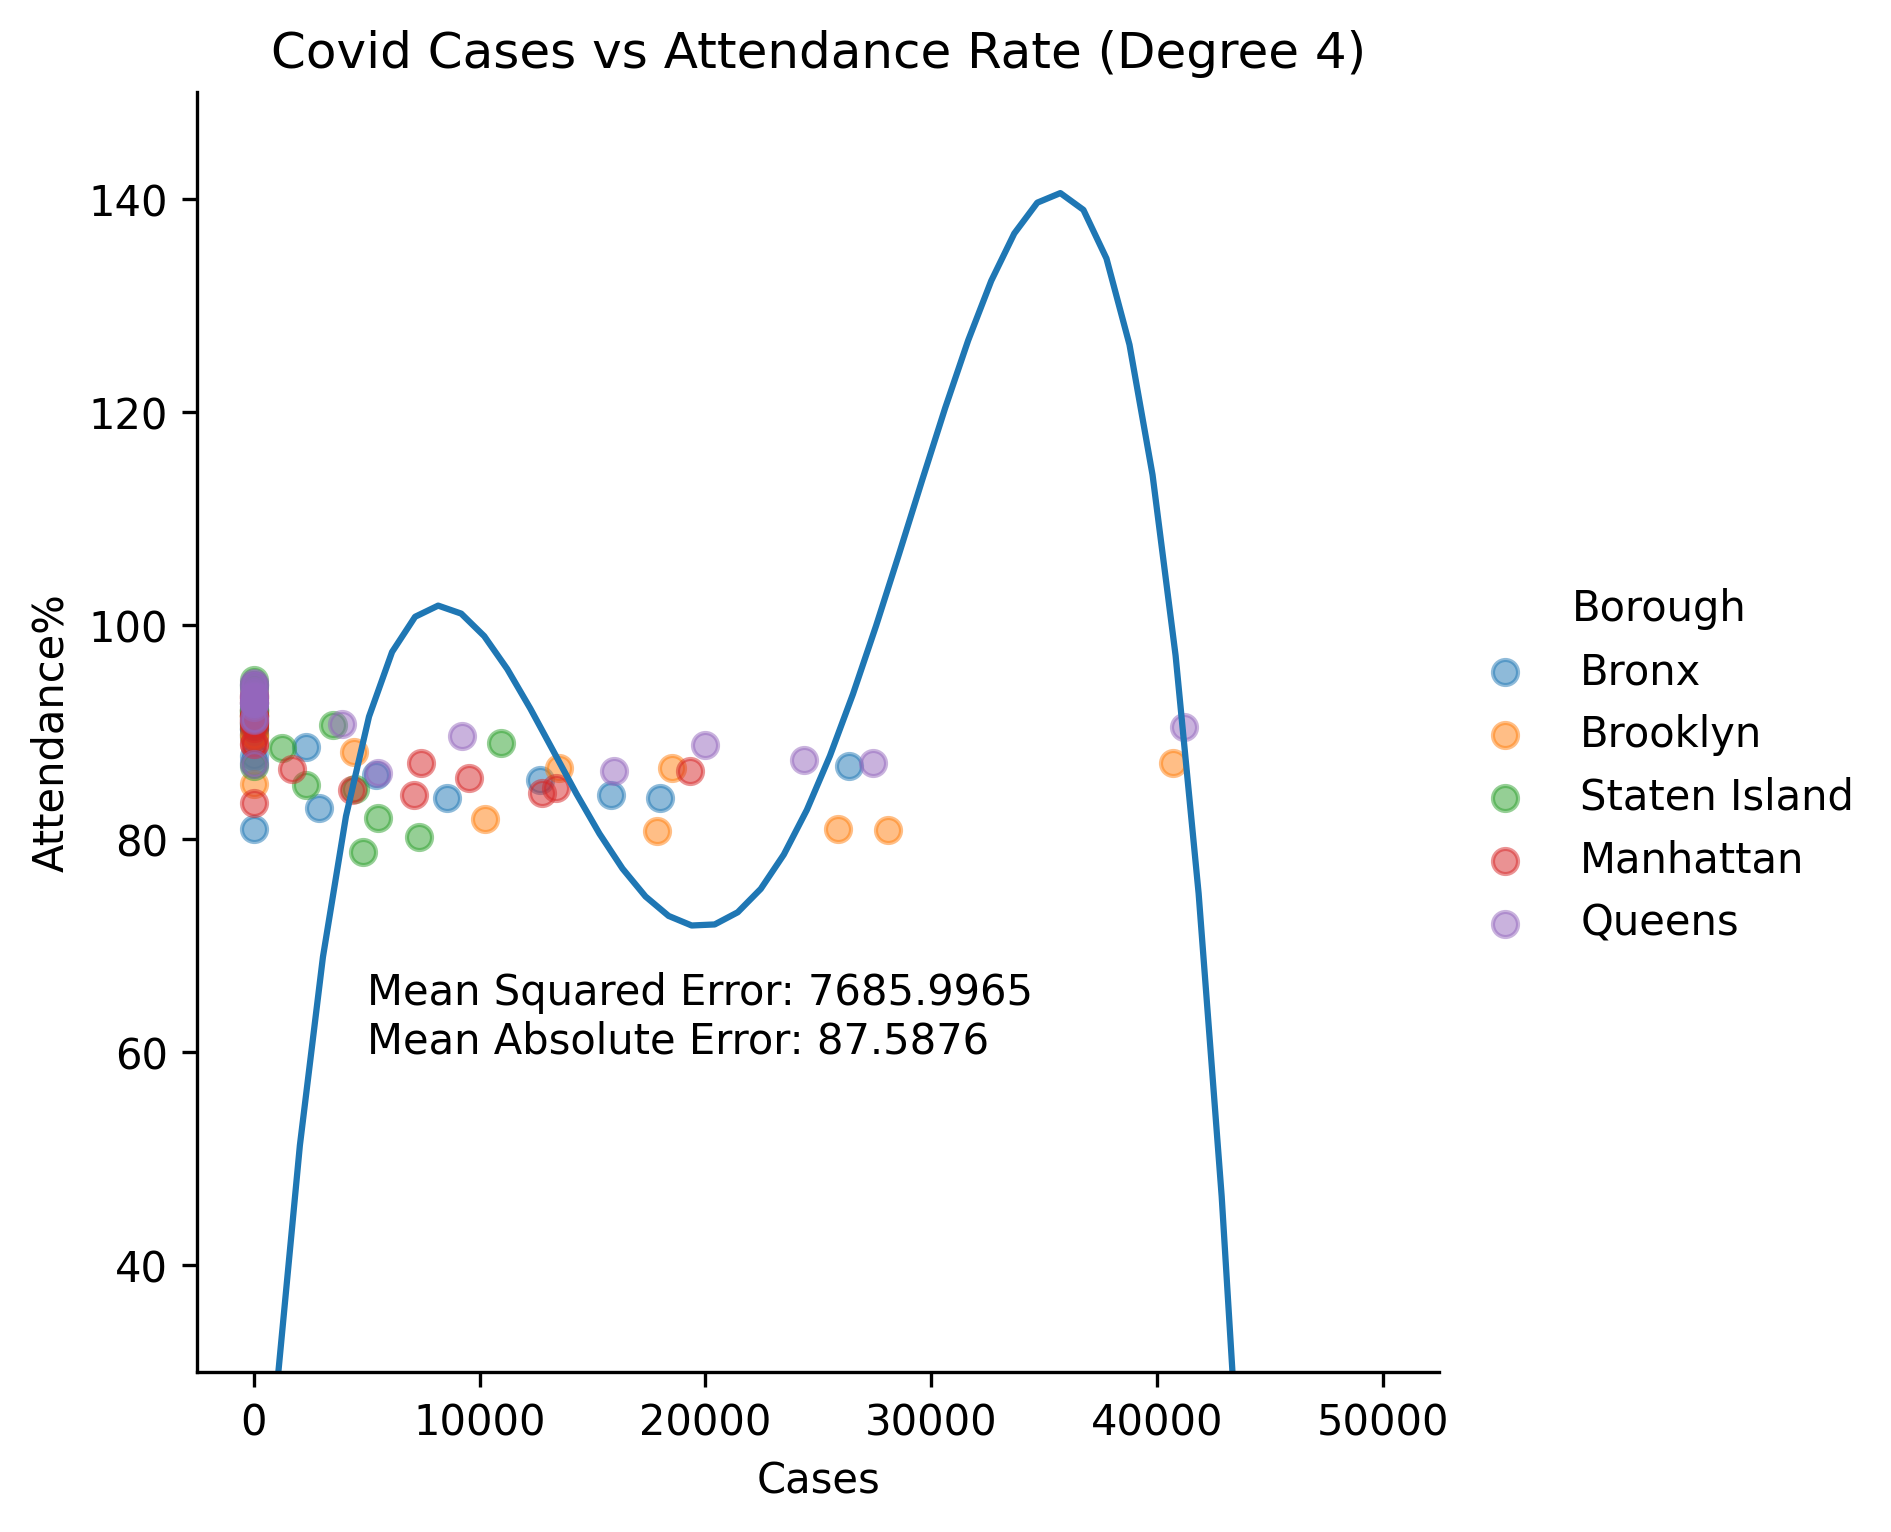 Covid Cases vs Attendance Rate (Degree 4)
Attendance%
140
120
100
80
60
40
Mean Squared Error: 7685.9965
Mean Absolute Error: 87.5876
0 10000 20000 30000 40000 50000
Cases
Borough
Bronx
Brooklyn
Staten Island
Manhattan
Queens